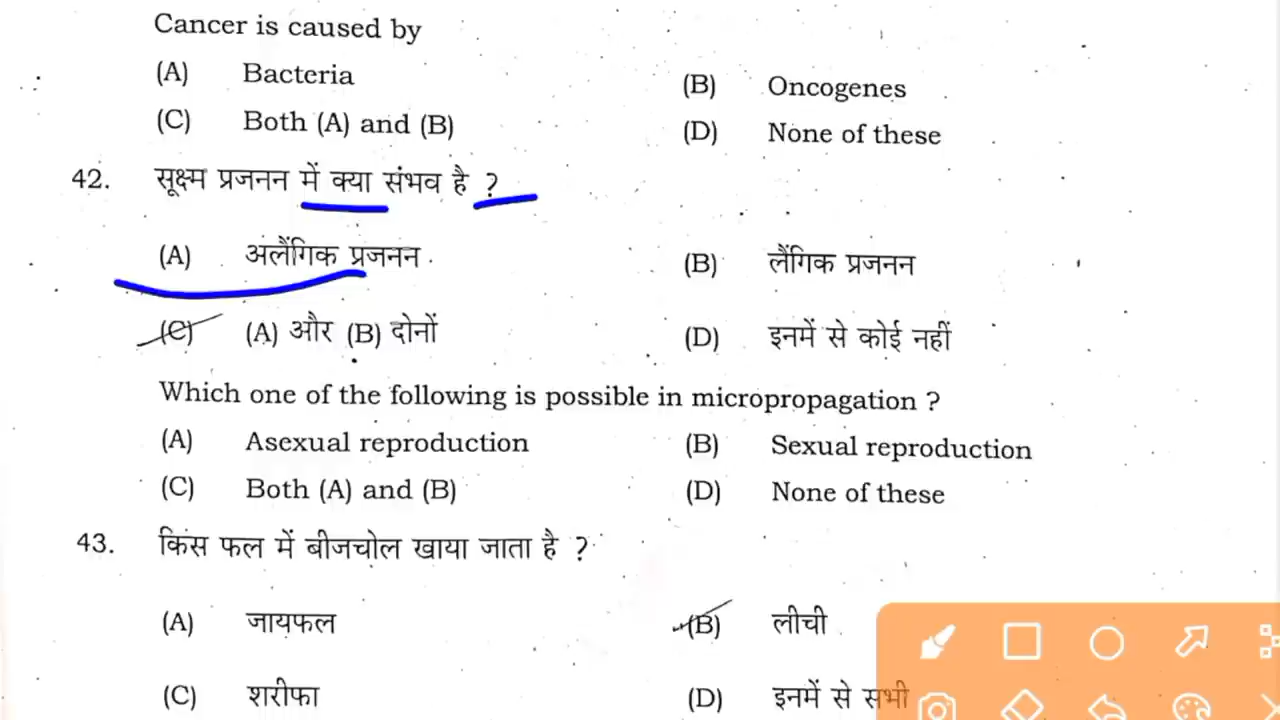 Cancer is caused by
(A) Bacteria (B) Oncogenes
(C) Both (A) and (B) (D) None of these
42. सूक्ष्म प्रजनन में क्या संभव है ?
(A) अलैंगिक प्रजनन (B) लैंगिक प्रजनन
(C) (A) और (B) दोनों (D) इनमें से कोई नहीं
Which one of the following is possible in micropropagation ?
(A) Asexual reproduction (B) Sexual reproduction
(C) Both (A) and (B) (D) None of these
43. किस फल में बीजचोल खाया जाता है ?
(A) जायफल (B) लीची
(C) शरीफा (D) इनमें से सभी